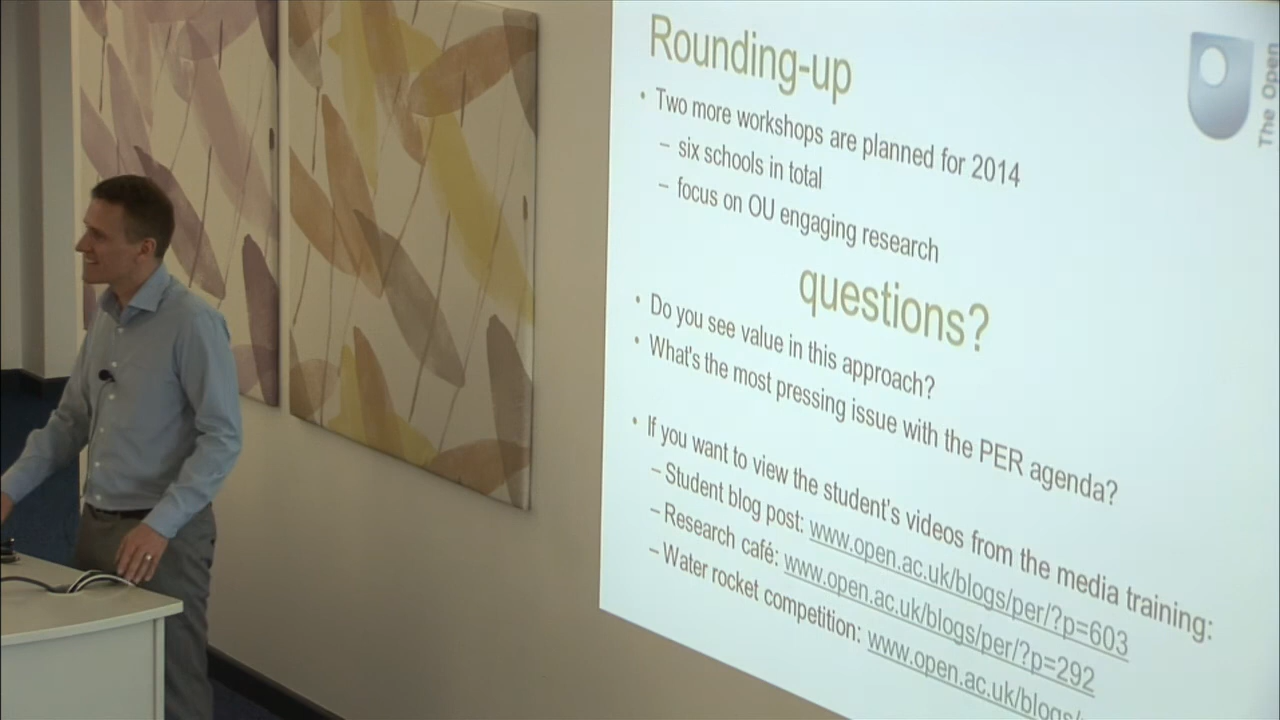 Rounding-up
The Open
• Two more workshops are planned for 2014
– six schools in total
– focus on OU engaging research
questions?
• Do you see value in this approach?
• What's the most pressing issue with the PER agenda?
• If you want to view the student's videos from the media training:
– Student blog post: www.open.ac.uk/blogs/per/?p=603
– Research café: www.open.ac.uk/blogs/per/?p=292
– Water rocket competition: www.open.ac.uk/blogs/